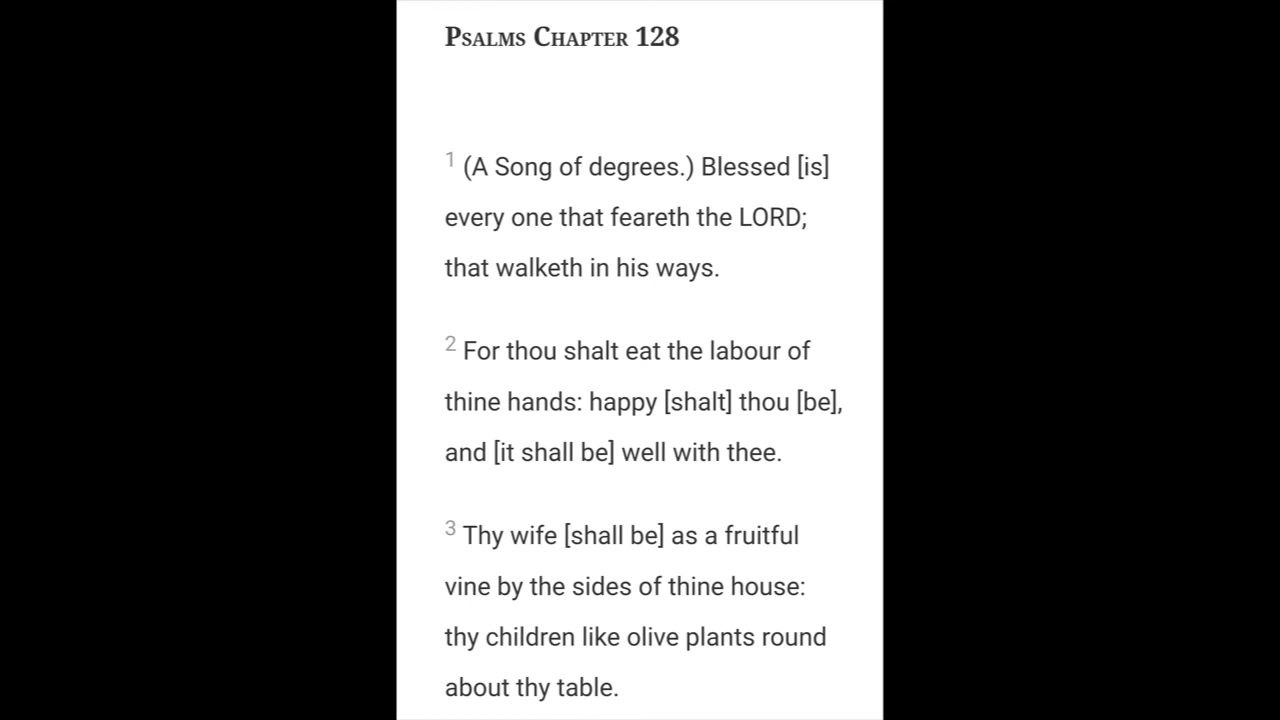 Psalms Chapter 128
1 (A Song of degrees.) Blessed [is]
every one that feareth the LORD;
that walketh in his ways.
2 For thou shalt eat the labour of
thine hands: happy [shalt] thou [be],
and [it shall be] well with thee.
3 Thy wife [shall be] as a fruitful
vine by the sides of thine house:
thy children like olive plants round
about thy table.